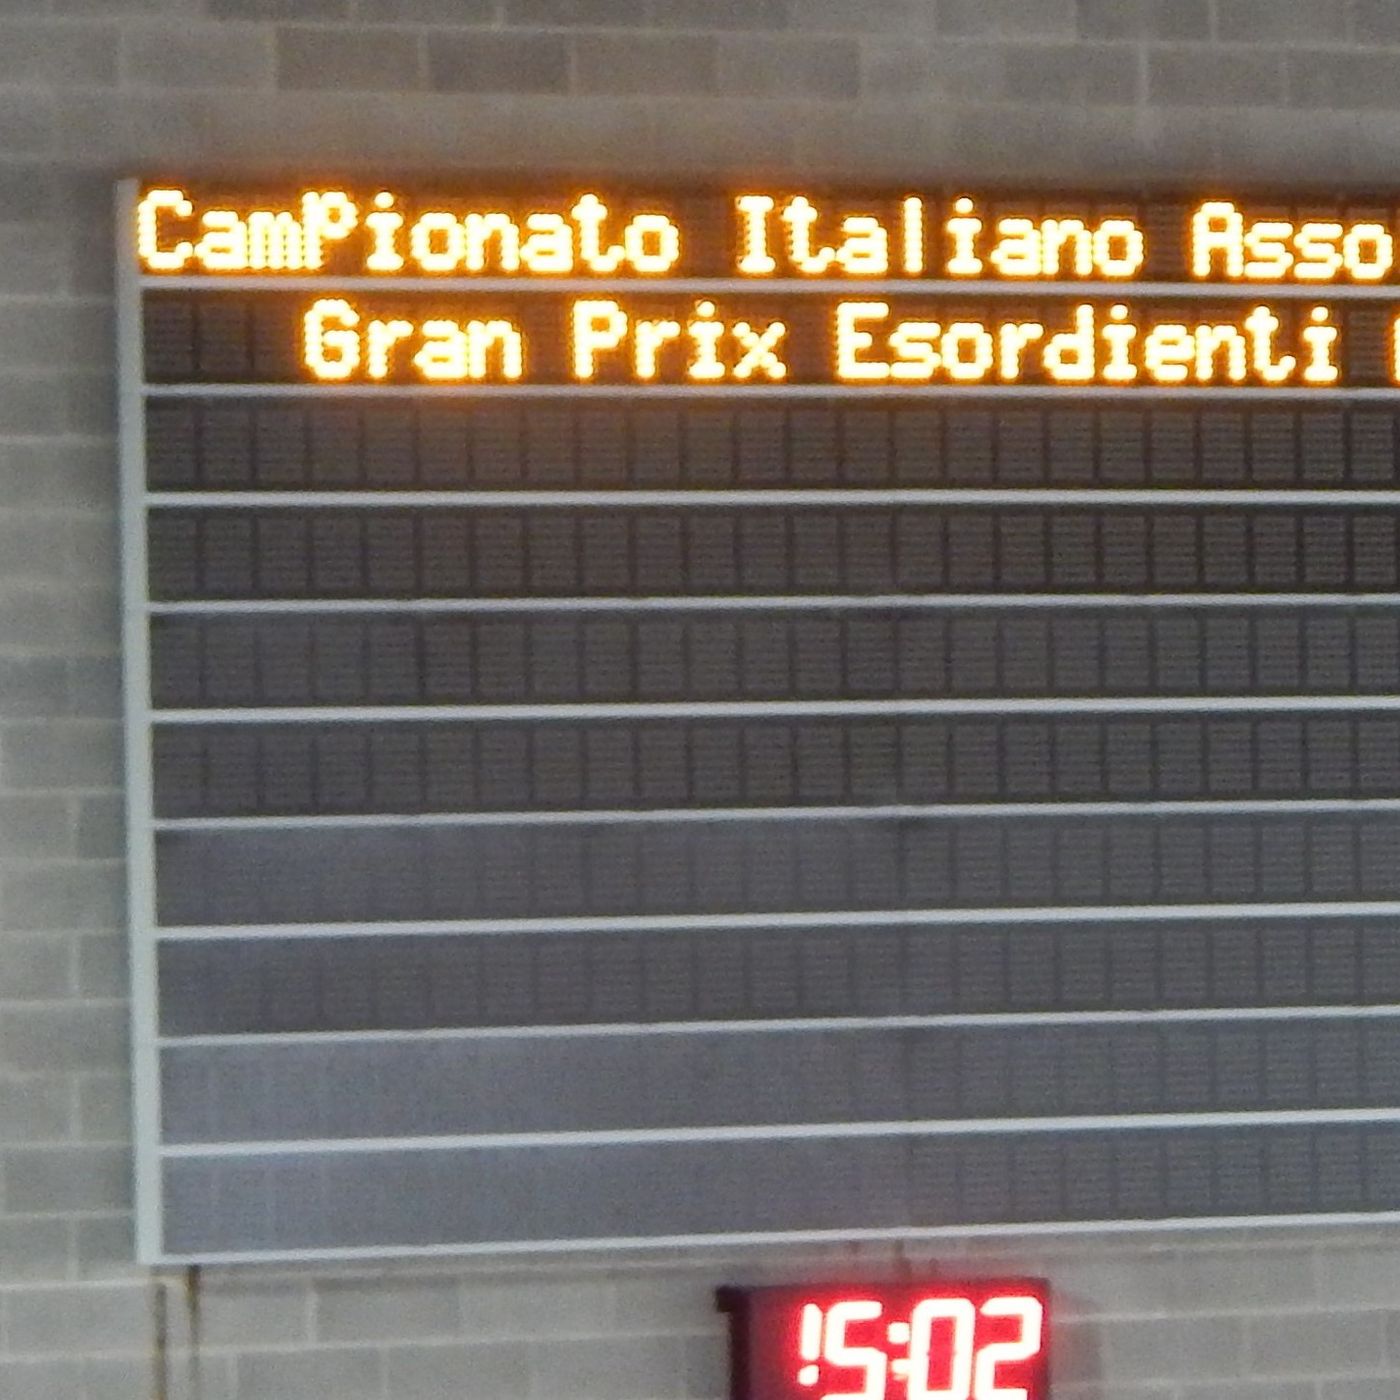 Campionato Italiano Asso
Gran Prix Esordienti
15:02